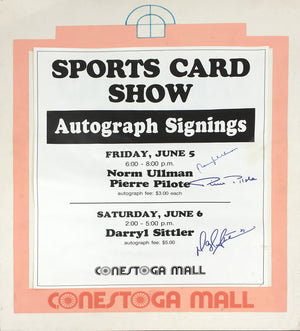 SPORTS CARD
SHOW
Autograph Signings
FRIDAY, JUNE 5
6:00 - 8:00 p.m.
Norm Ullman
Pierre Pilote
autograph fee: $3.00 each
Pierre Pilote
SATURDAY, JUNE 6
2:00 - 5:00 p.m.
Darryl Sittler
autograph fee: $5.00
CONESTOGA MALL
CONESTOGA MALL